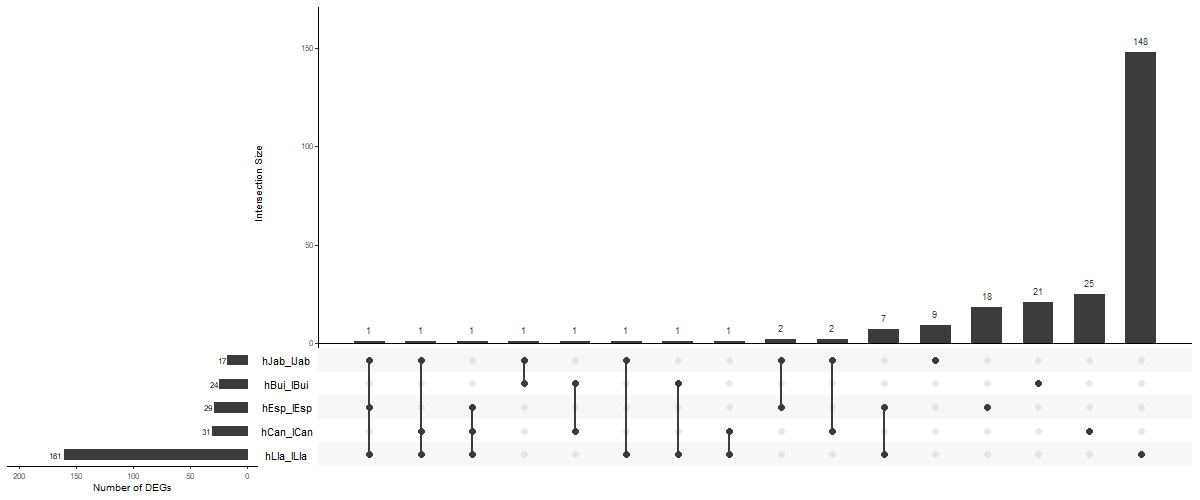 148
150
100
50
0
Intersection Size
1 1 1 1 1 1 1 1 2 2 7 9 18 21 25
17 hJab_lJab
24 hBui_lBui
29 hEsp_lEsp
31 hCan_lCan
161 hLla_lLla
200 150 100 50 0
Number of DEGs